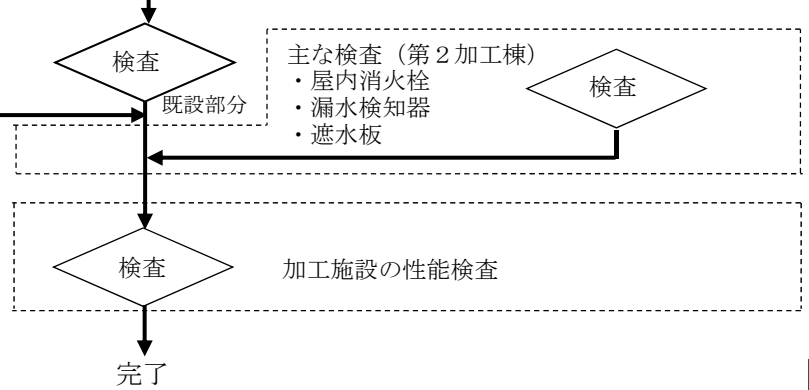 検査
既設部分
主な検査（第２加工棟）
・屋内消火栓
・漏水検知器
・遮水板
検査
検査
加工施設の性能検査
完了